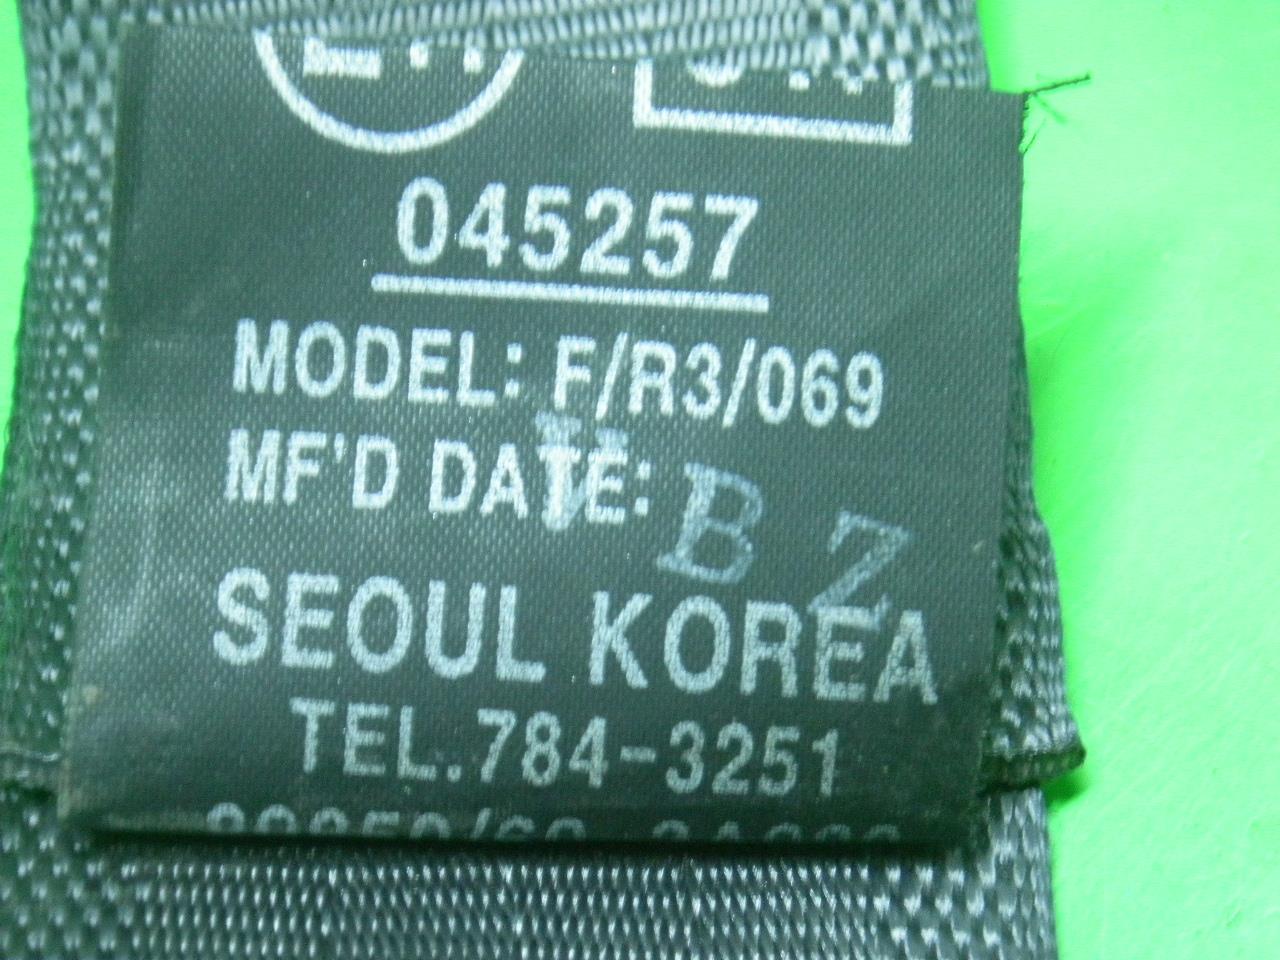 045257
MODEL: F/R3/069
MF'D DATE: B Z
SEOUL KOREA
TEL.784-3251